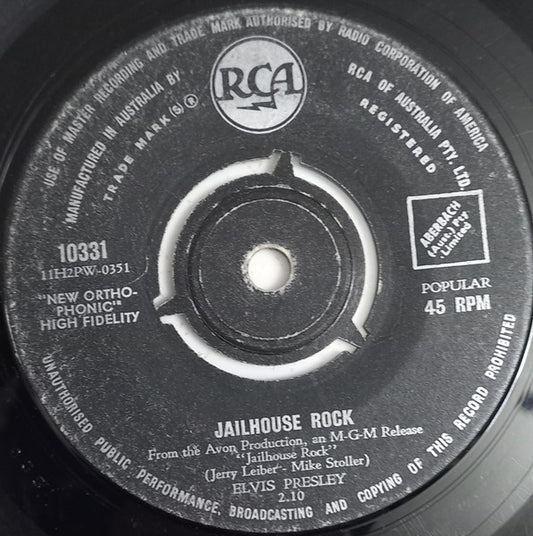 USE OF MASTER RECORDING AND TRADE MARK AUTHORISED BY RADIO CORPORATION OF AMERICA
MANUFACTURED IN AUSTRALIA BY
RCA OF AUSTRALIA PTY. LTD.
TRADE MARK(S)®
REGISTERED
RCA
ABERBACH
(Aust.) Pty
Limited
10331
11H2PW-0351
"NEW ORTHO-
PHONIC"
HIGH FIDELITY
POPULAR
45 RPM
JAILHOUSE ROCK
From the Avon Production, an M-G-M Release
"Jailhouse Rock"
(Jerry Leiber - Mike Stoller)
ELVIS PRESLEY
2.10
UNAUTHORISED PUBLIC PERFORMANCE, BROADCASTING AND COPYING OF THIS RECORD PROHIBITED